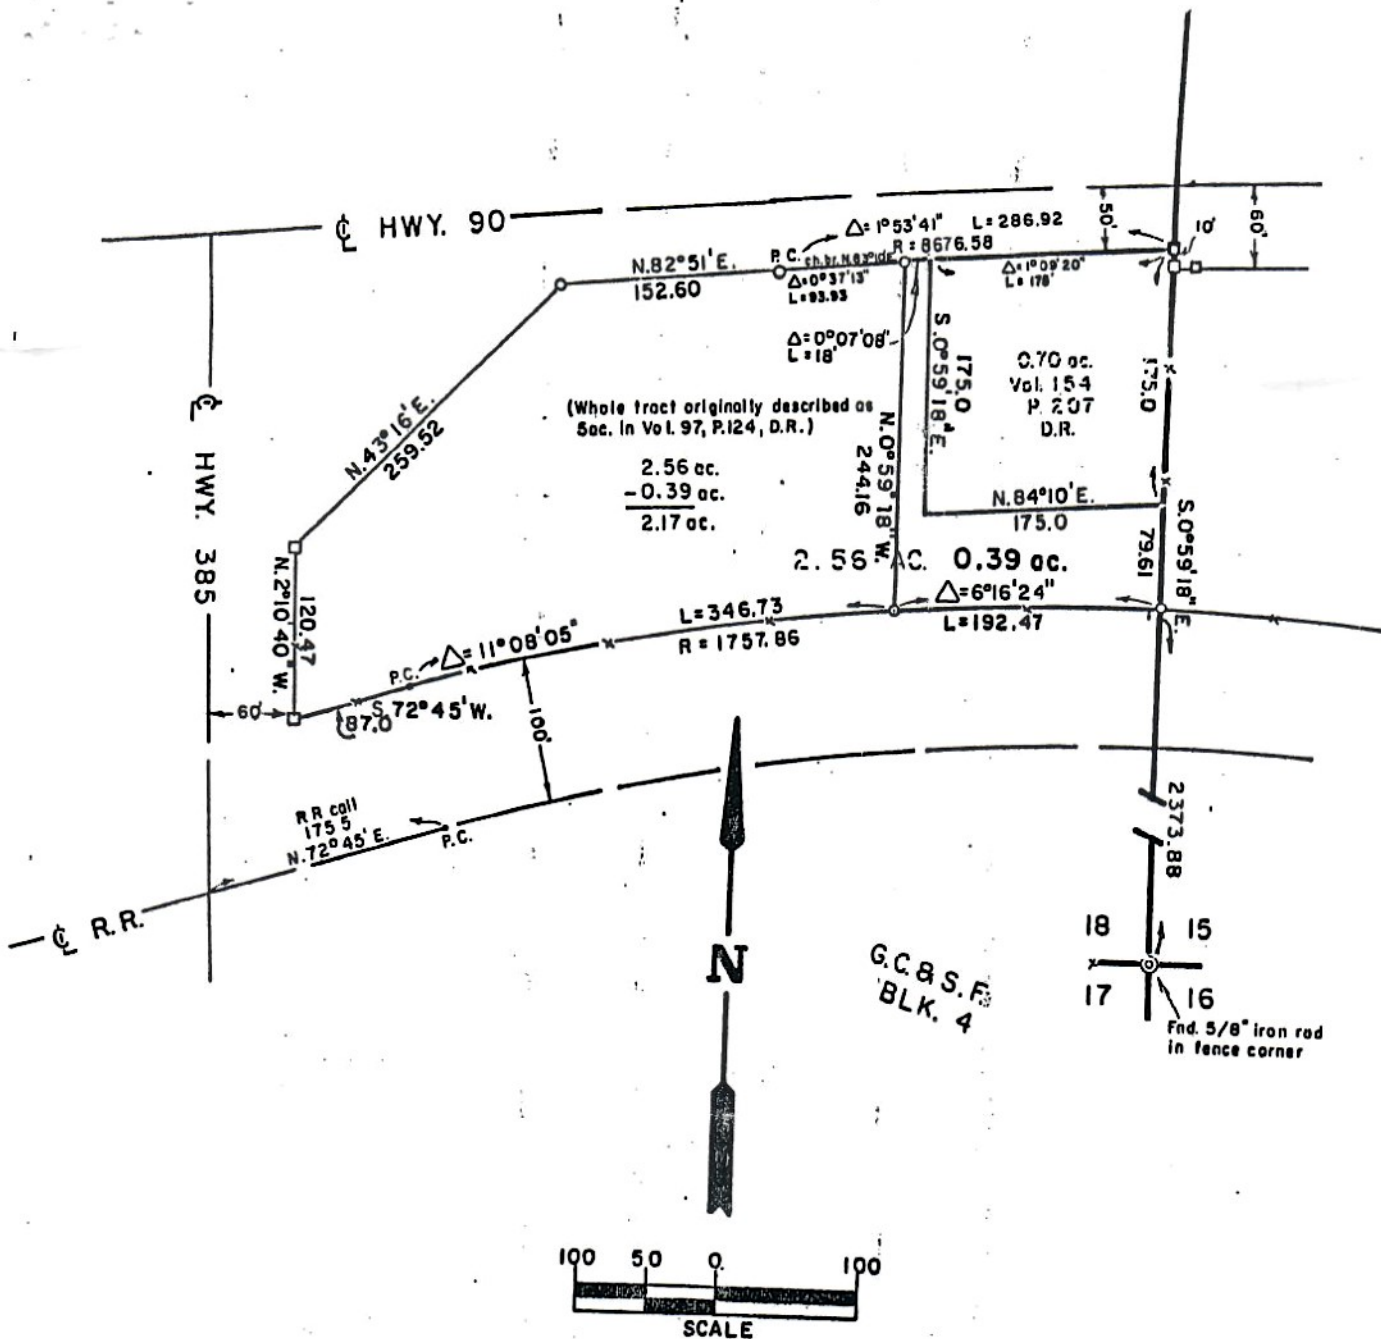 ℄ HWY. 90
Δ= 1°53'41" L= 286.92
R = 8676.58
50'
10'
60'
N.82°51'E.
152.60
P.C.
Δ=0°37'13"
L=93.93
Δ=1°09'20"
L= 178'
Δ=0°07'08"
L=18'
S.0°59'18"E.
175.0
0.70 ac.
Vol. 154
P. 207
D.R.
175.0
N.43°16'E.
259.52
(Whole tract originally described as
5ac. in Vol. 97, P.124, D.R.)
2.56 ac.
-0.39 ac.
2.17 ac.
℄ HWY. 385
N.0°59'18"W.
244.16
N.84°10'E.
175.0
S.0°59'18"E.
79.61
2.56 AC.
0.39 ac.
Δ=6°16'24"
L=192.47
N.2°10'40"W.
120.47
L=346.73
R = 1757.86
P.C.
Δ= 11°08'05"
S.72°45'W.
87.0
60'
100'
RR call
175 5
N.72°45'E.
P.C.
℄ R.R.
2373.88
N
G.C.& S.F.
BLK. 4
18 15
17 16
Fnd. 5/8" iron rod
in fence corner
100 50 0. 100
SCALE